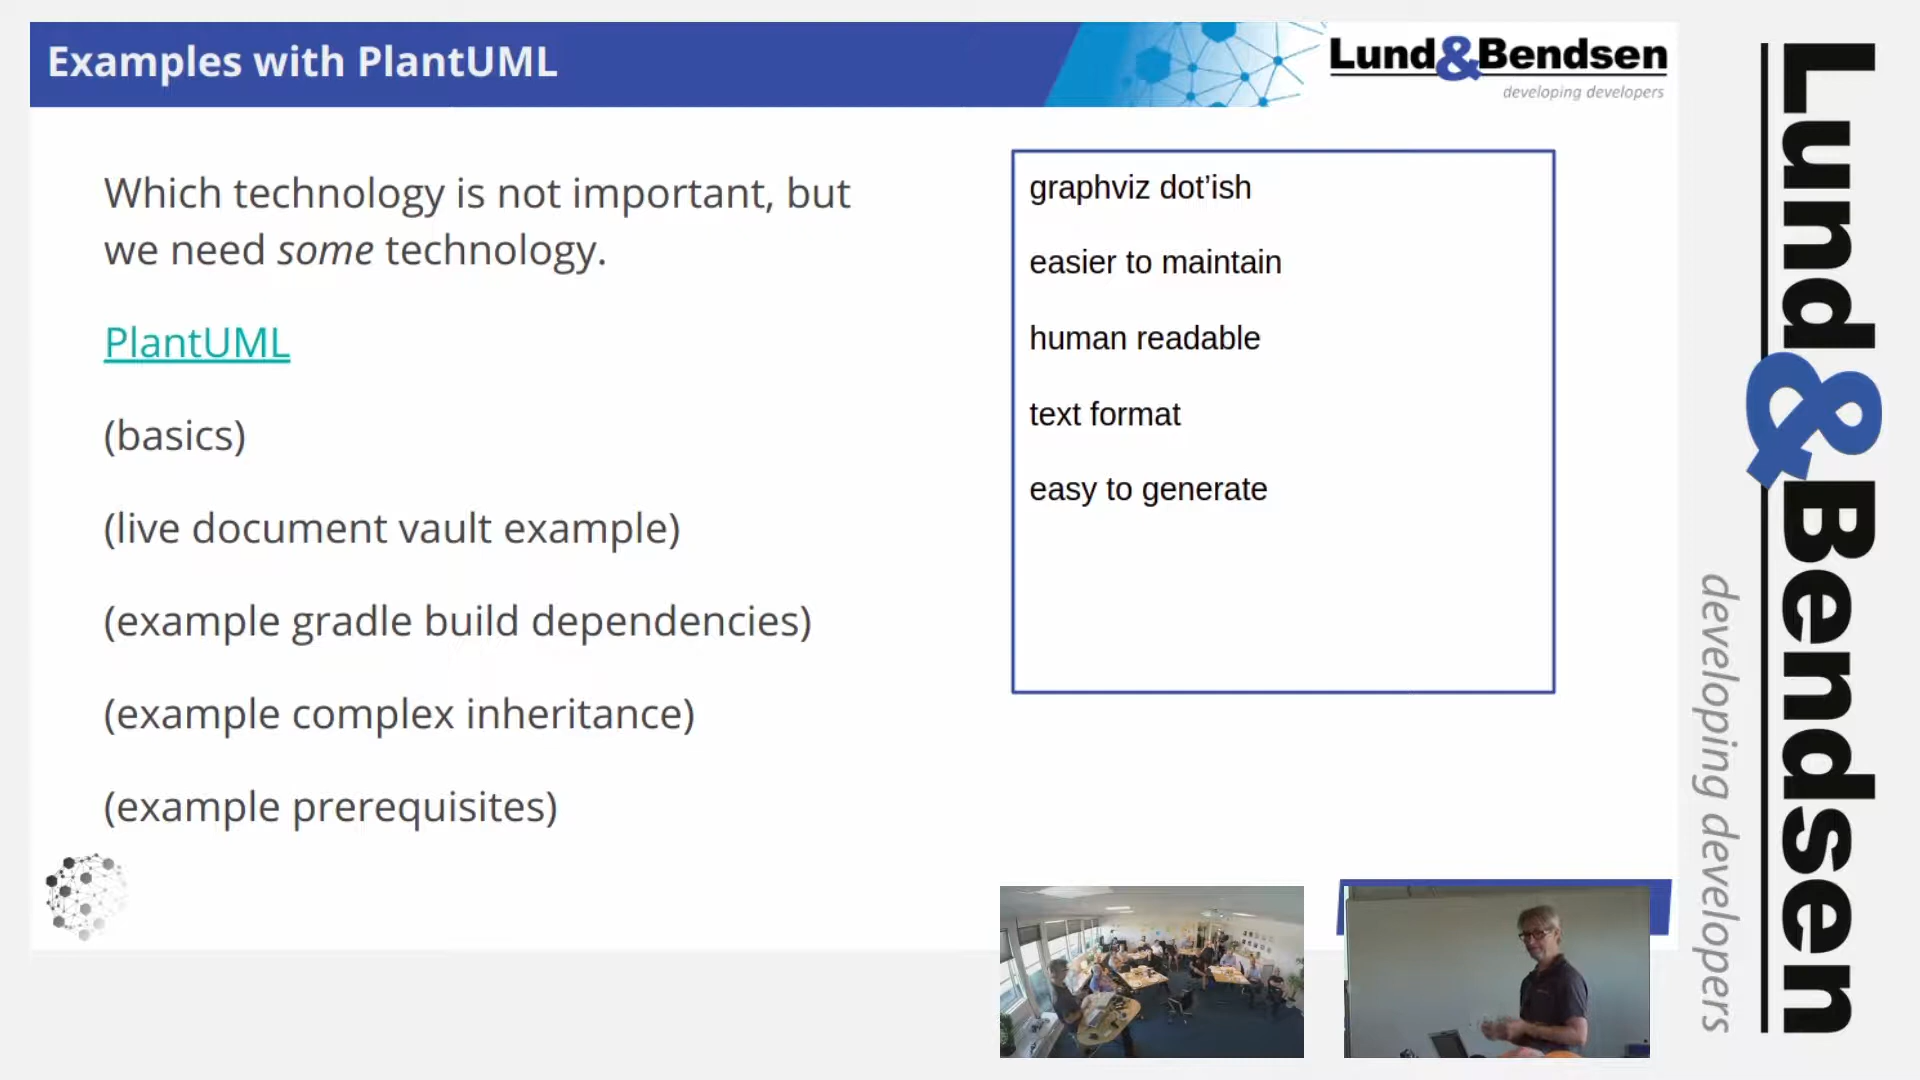 Examples with PlantUML
Lund&Bendsen
developing developers
Which technology is not important, but
we need some technology.
PlantUML
(basics)
(live document vault example)
(example gradle build dependencies)
(example complex inheritance)
(example prerequisites)
graphviz dot’ish
easier to maintain
human readable
text format
easy to generate
Lund&Bendsen
developing developers